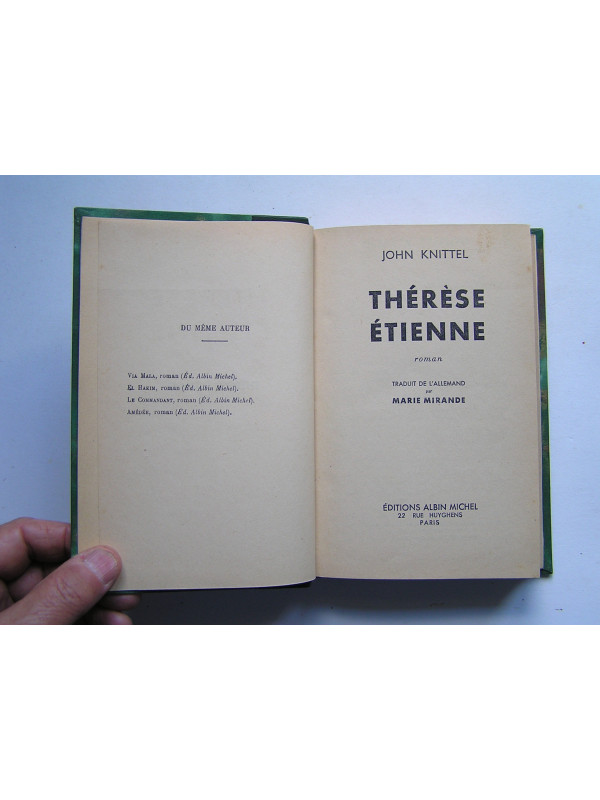 DU MÊME AUTEUR
VIA MALA, roman (Éd. Albin Michel).
EL HAKIM, roman (Éd. Albin Michel).
LE COMMANDANT, roman (Éd. Albin Michel).
AMÉDÉE, roman (Éd. Albin Michel).
JOHN KNITTEL
THÉRÈSE
ÉTIENNE
roman
TRADUIT DE L'ALLEMAND
par
MARIE MIRANDE
ÉDITIONS ALBIN MICHEL
22 RUE HUYGHENS
PARIS